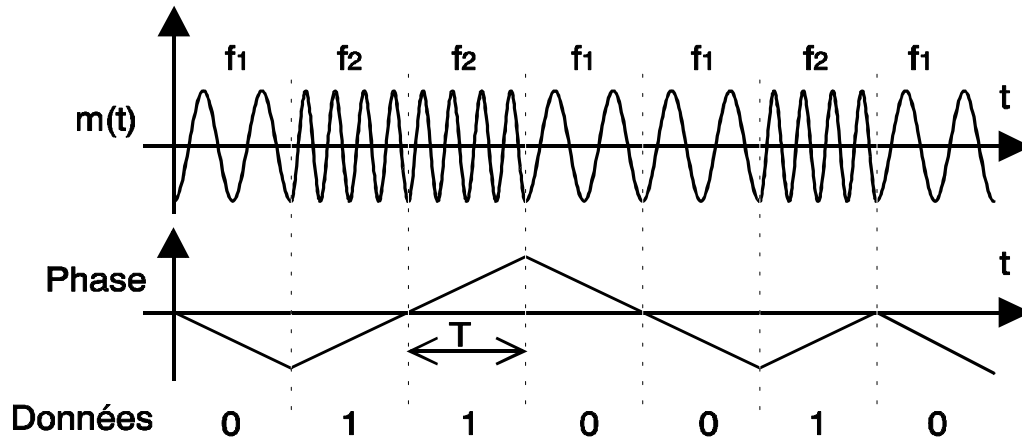 f1 f2 f2 f1 f1 f2 f1
t
m(t)
Phase
t
T
Données 0 1 1 0 0 1 0